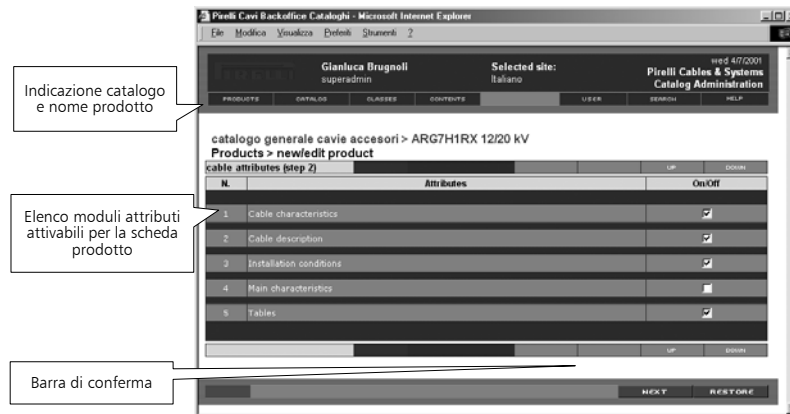 Pirelli Cavi Backoffice Cataloghi - Microsoft Internet Explorer
File Modifica Visualizza Preferiti Strumenti ?
wed 4/7/2001
Gianluca Brugnoli
superadmin
Selected site:
Italiano
Pirelli Cables & Systems
Catalog Administration
PIRELLI
PRODUCTS CATALOG CLASSES CONTENTS USER SEARCH HELP
Indicazione catalogo
e nome prodotto
catalogo generale cavie accesori > ARG7H1RX 12/20 kV
Products > new/edit product
cable attributes (step 2) UP DOWN
N. Attributes On/Off
1 Cable characteristics
2 Cable description
3 Installation conditions
4 Main characteristics
5 Tables
Elenco moduli attributi
attivabili per la scheda
prodotto
UP DOWN
Barra di conferma
NEXT RESTORE